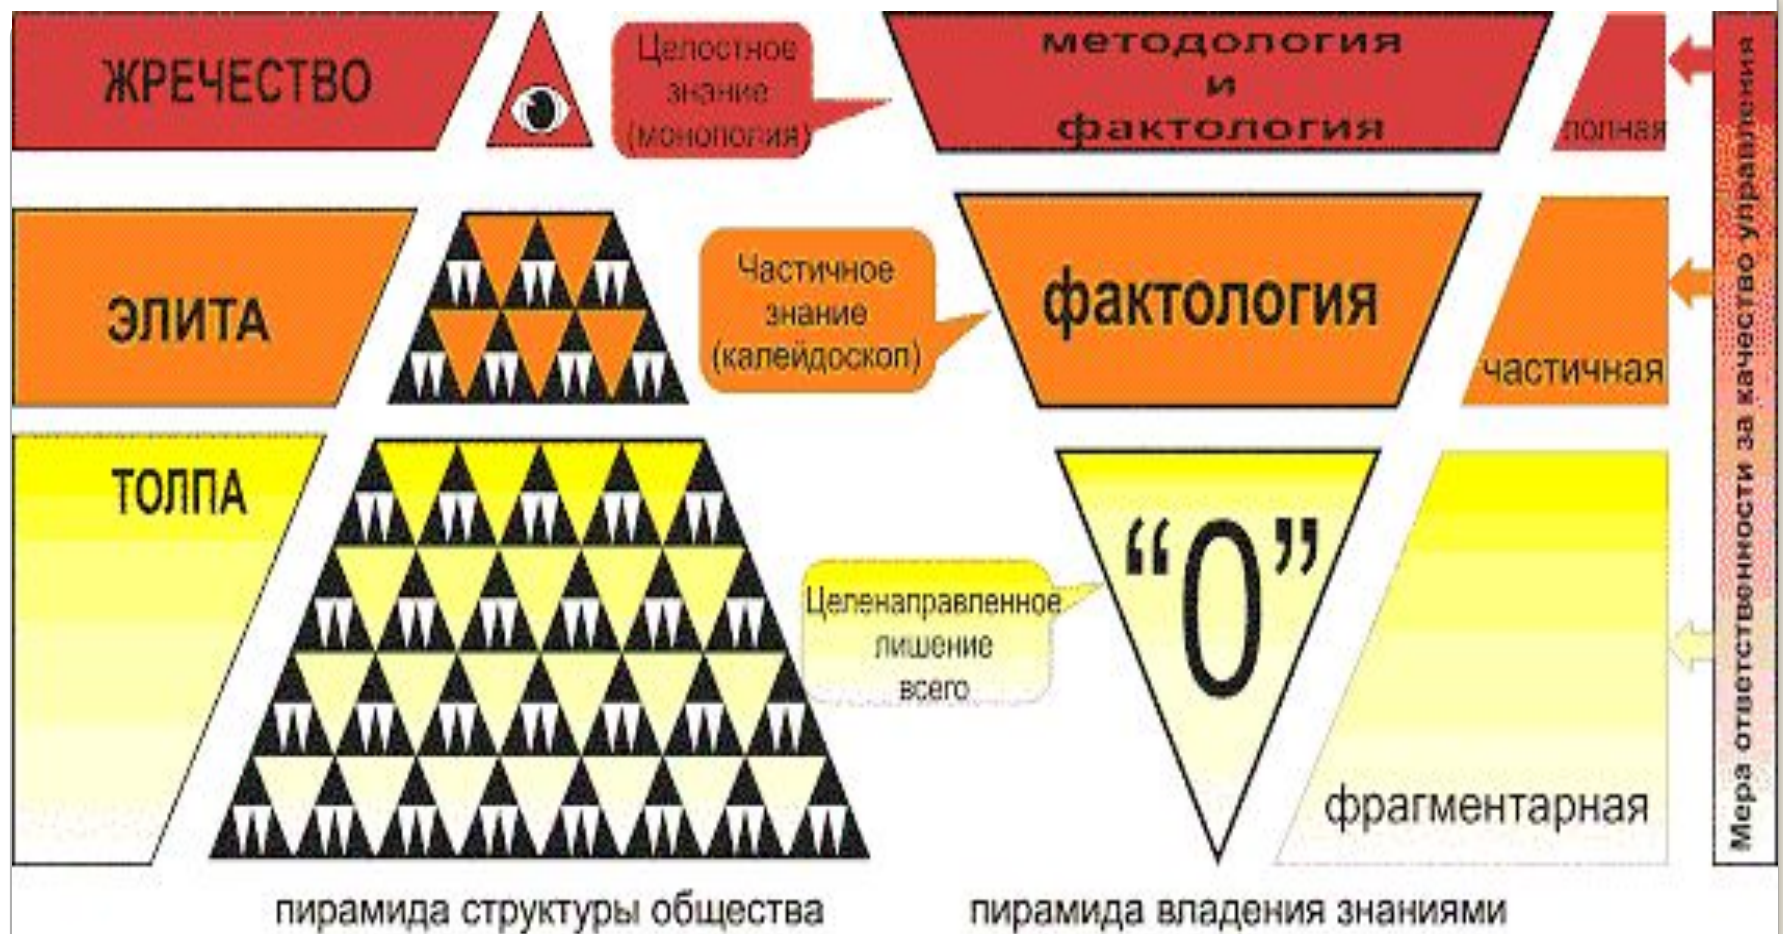 ЖРЕЧЕСТВО
Целостное
знание
(монополия)
методология
и
фактология
полная
ЭЛИТА
Частичное
знание
(калейдоскоп)
фактология
частичная
ТОЛПА
Целенаправленное
лишение
всего
“0”
фрагментарная
Мера ответственности за качество управления
пирамида структуры общества
пирамида владения знаниями